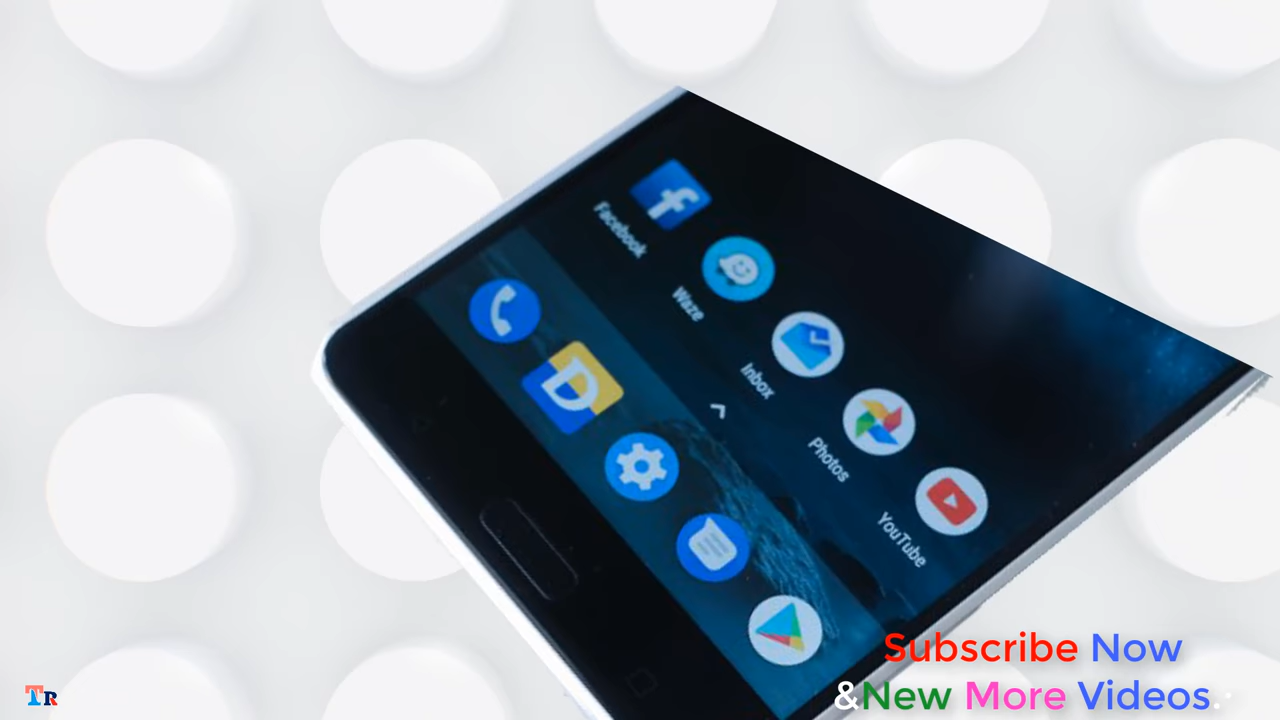 Facebook
Waze
Inbox
Photos
YouTube
D
Subscribe Now
&New More Videos.:
TR